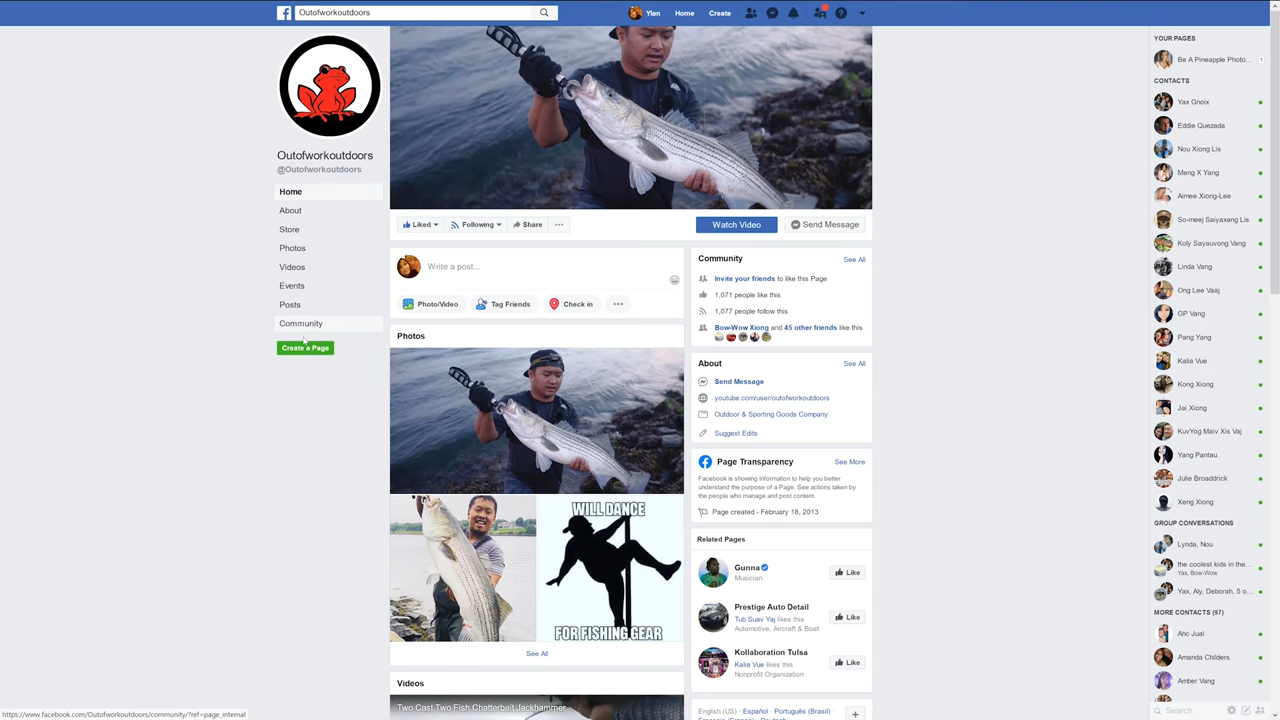 Outofworkoutdoors
Ylan
Home
Create
Outofworkoutdoors
@Outofworkoutdoors
Home
About
Store
Photos
Videos
Events
Posts
Community
Create a Page
Liked
Following
Share
Watch Video
Send Message
Write a post...
Photo/Video
Tag Friends
Check in
Photos
WILL DANCE
FOR FISHING GEAR
See All
Videos
Two Cast Two Fish Chatterbait Jackhammer
Community
See All
Invite your friends to like this Page
1,071 people like this
1,077 people follow this
Bow-Wow Xiong and 45 other friends like this
About
See All
Send Message
youtube.com/user/outofworkoutdoors
Outdoor & Sporting Goods Company
Suggest Edits
Page Transparency
See More
Facebook is showing information to help you better
understand the purpose of a Page. See actions taken by
the people who manage and post content.
Page created - February 18, 2013
Related Pages
Gunna
Musician
Like
Prestige Auto Detail
Tub Suav Yaj likes this
Automotive, Aircraft & Boat
Like
Kollaboration Tulsa
Kalia Vue likes this
Nonprofit Organization
Like
English (US) · Español · Português (Brasil) ·
YOUR PAGES
Be A Pineapple Photo...
1
CONTACTS
Yax Gnoix
Eddie Quezada
Nou Xiong Lis
Meng X Yang
Aimee Xiong-Lee
So-meej Saiyaxang Lis
Koly Sayauvong Vang
Linda Vang
Ong Lee Vaaj
GP Vang
Pang Yang
Kalia Vue
Kong Xiong
Jai Xiong
KuvYog Maiv Xis Vaj
Yang Pantau
Julie Broaddrick
Xeng Xiong
GROUP CONVERSATIONS
Lynda, Nou
the coolest kids in the...
Yax, Bow-Wow
Yax, Aly, Deborah, 5 o...
MORE CONTACTS (97)
Ahc Jual
Amanda Childers
Amber Vang
Search
https://www.facebook.com/Outofworkoutdoors/community/?ref=page_internal